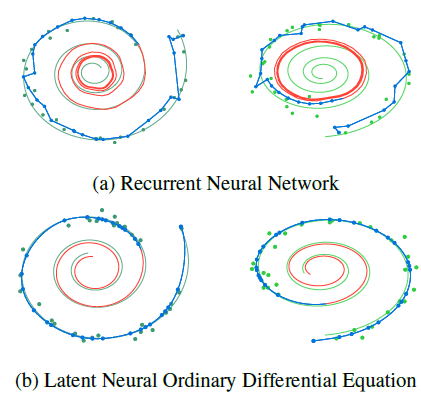 (a) Recurrent Neural Network
(b) Latent Neural Ordinary Differential Equation